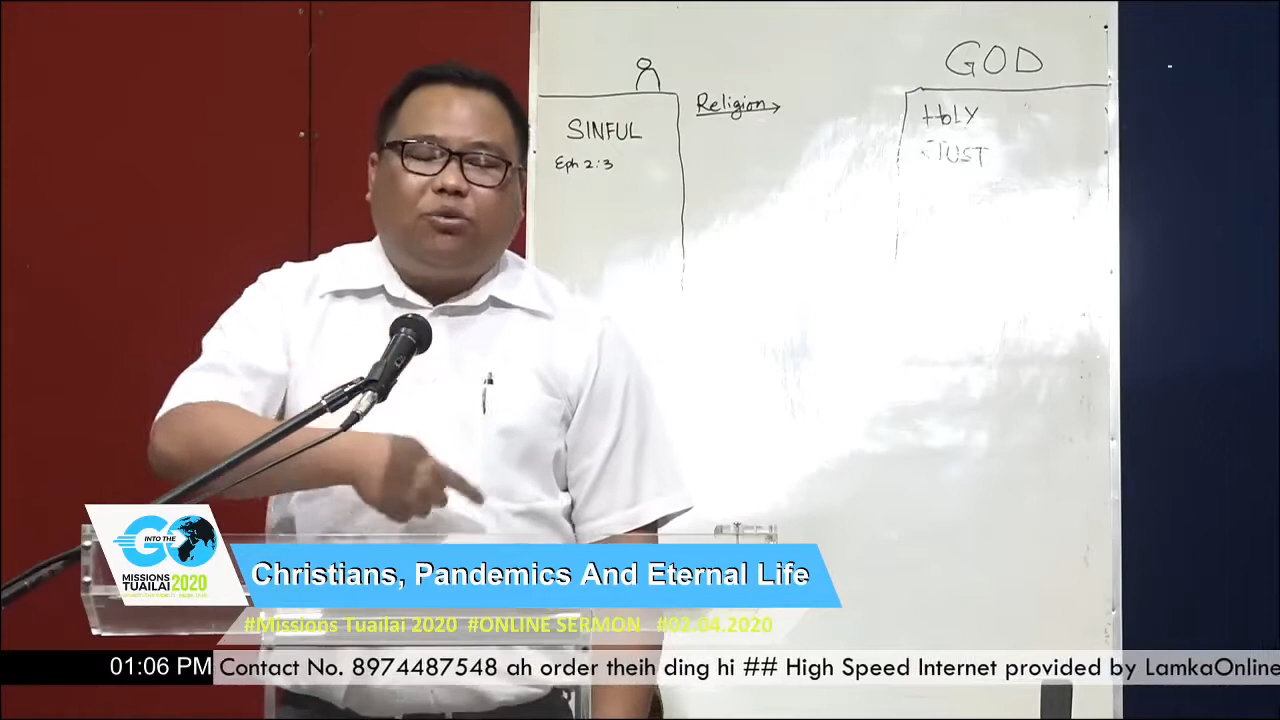 GOD
Religion
HOLY
SINFUL
JUST
Eph 2:3
GO
INTO THE
MISSIONS
TUAILAI 2020
Christians, Pandemics And Eternal Life
#Missions Tuailai 2020 #ONLINE SERMON #02.04.2020
01:06 PM Contact No. 8974487548 ah order theih ding hi ## High Speed Internet provided by LamkaOnline